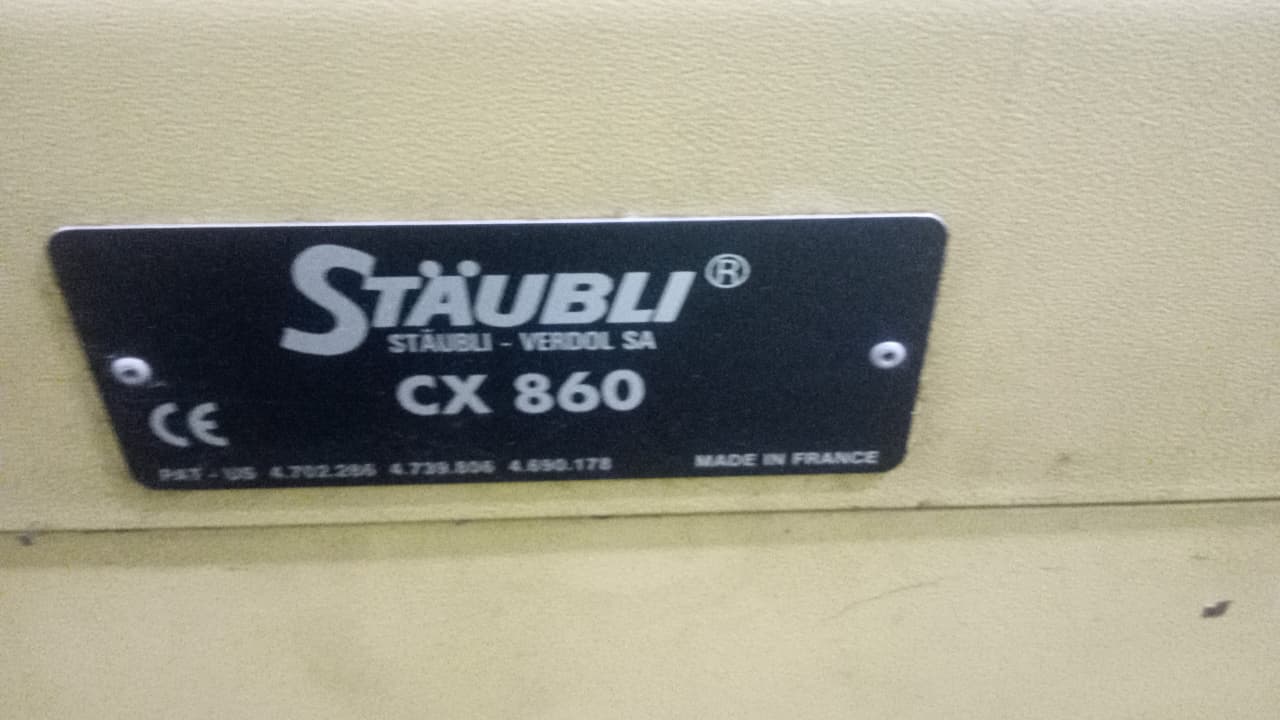 STÄUBLI®
STÄUBLI - VERDOL SA
CX 860
CE
PAT - US 4.702.286 4.739.806 4.690.178
MADE IN FRANCE